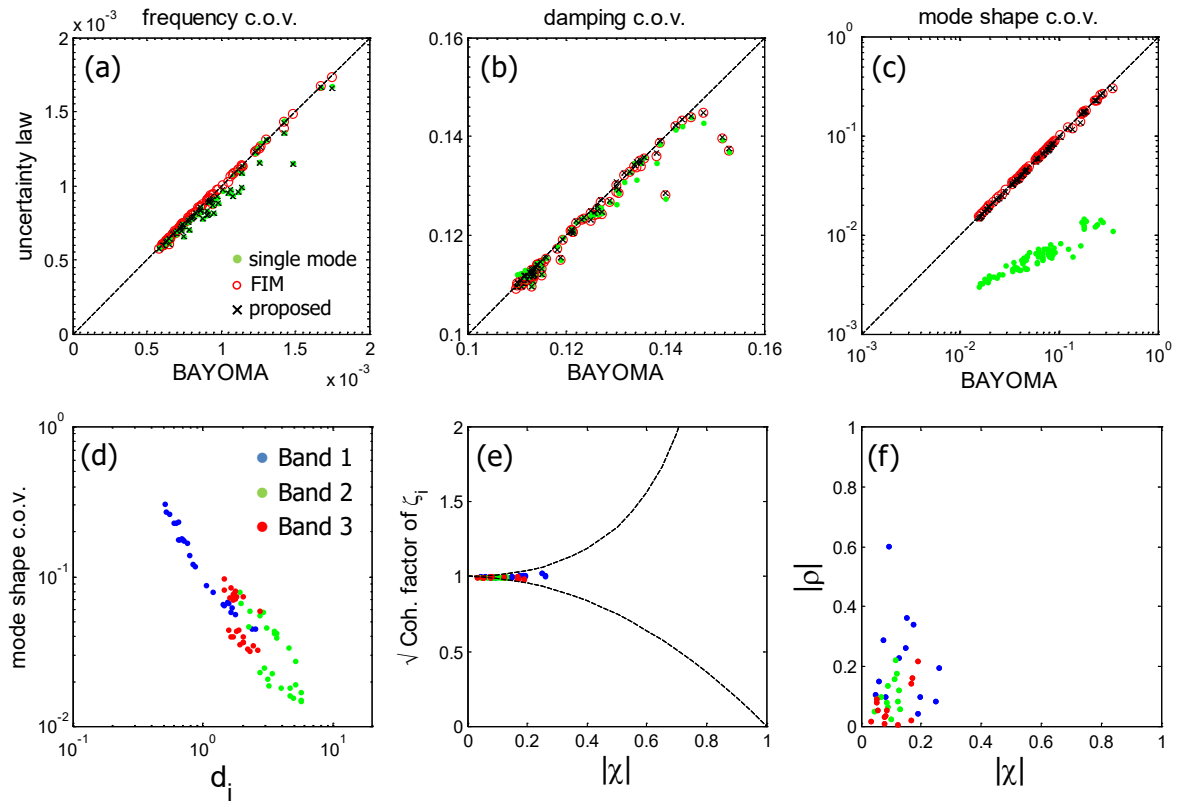 frequency c.o.v.
x 10⁻³
(a)
2
1.5
1
0.5
0
uncertainty law
single mode
FIM
proposed
0
0.5
1
1.5
2
BAYOMA
x 10⁻³
damping c.o.v.
(b)
0.16
0.14
0.12
0.1
0.1
0.12
0.14
0.16
BAYOMA
mode shape c.o.v.
(c)
10⁰
10⁻¹
10⁻²
10⁻³
10⁻³
10⁻²
10⁻¹
10⁰
BAYOMA
(d)
10⁰
10⁻¹
10⁻²
mode shape c.o.v.
Band 1
Band 2
Band 3
10⁻¹
10⁰
10¹
dᵢ
(e)
2
1.5
1
0.5
0
√ Coh. factor of ζᵢ
0
0.2
0.4
0.6
0.8
1
|χ|
(f)
1
0.8
0.6
0.4
0.2
0
|ρ|
0
0.2
0.4
0.6
0.8
1
|χ|